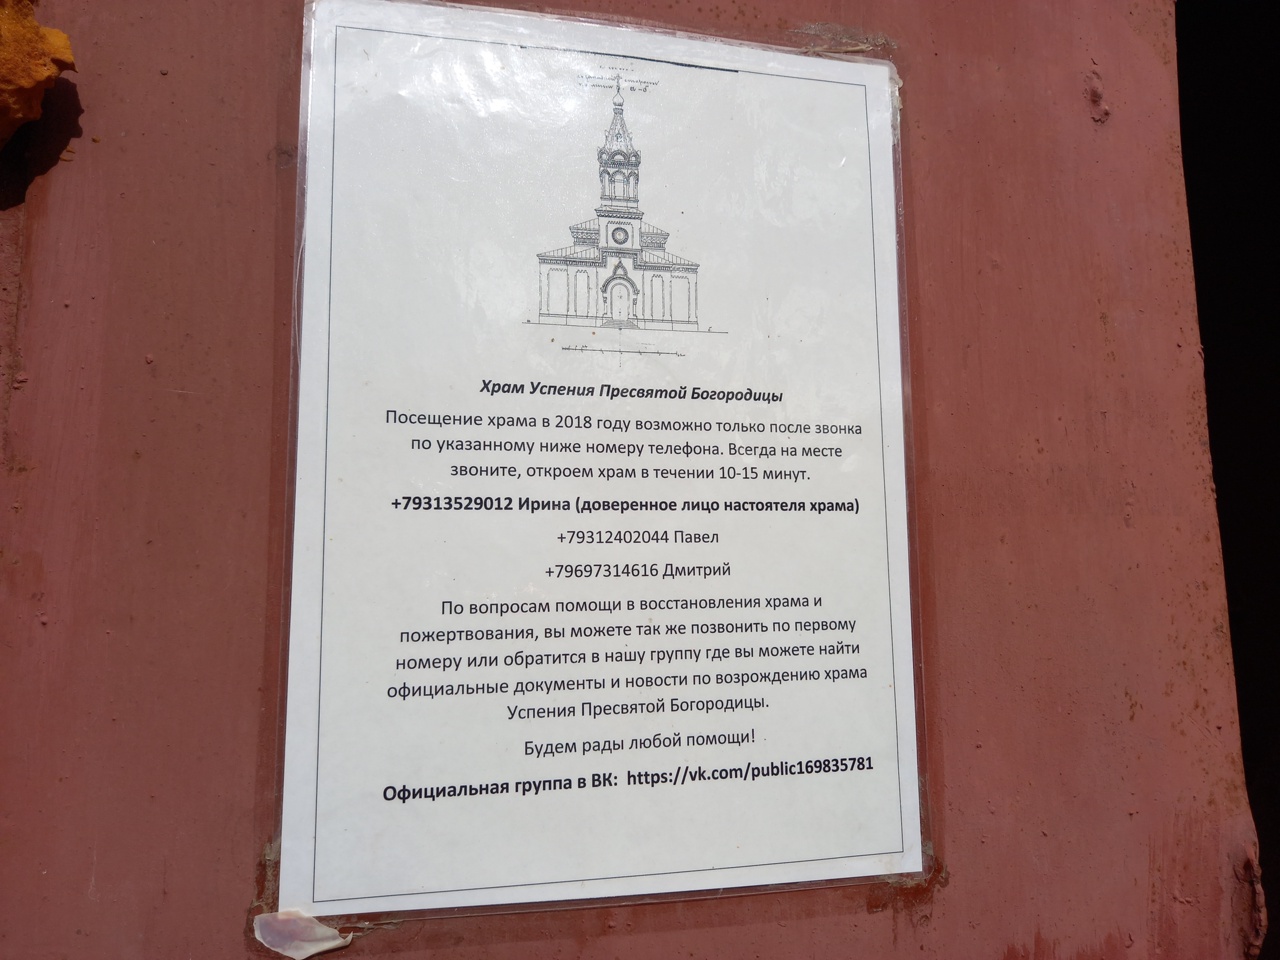 Храм Успения Пресвятой Богородицы
Посещение храма в 2018 году возможно только после звонка
по указанному ниже номеру телефона. Всегда на месте
звоните, откроем храм в течении 10-15 минут.
+79313529012 Ирина (доверенное лицо настоятеля храма)
+79312402044 Павел
+79697314616 Дмитрий
По вопросам помощи в восстановления храма и
пожертвования, вы можете так же позвонить по первому
номеру или обратится в нашу группу где вы можете найти
официальные документы и новости по возрождению храма
Успения Пресвятой Богородицы.
Будем рады любой помощи!
Официальная группа в ВК: https://vk.com/public169835781